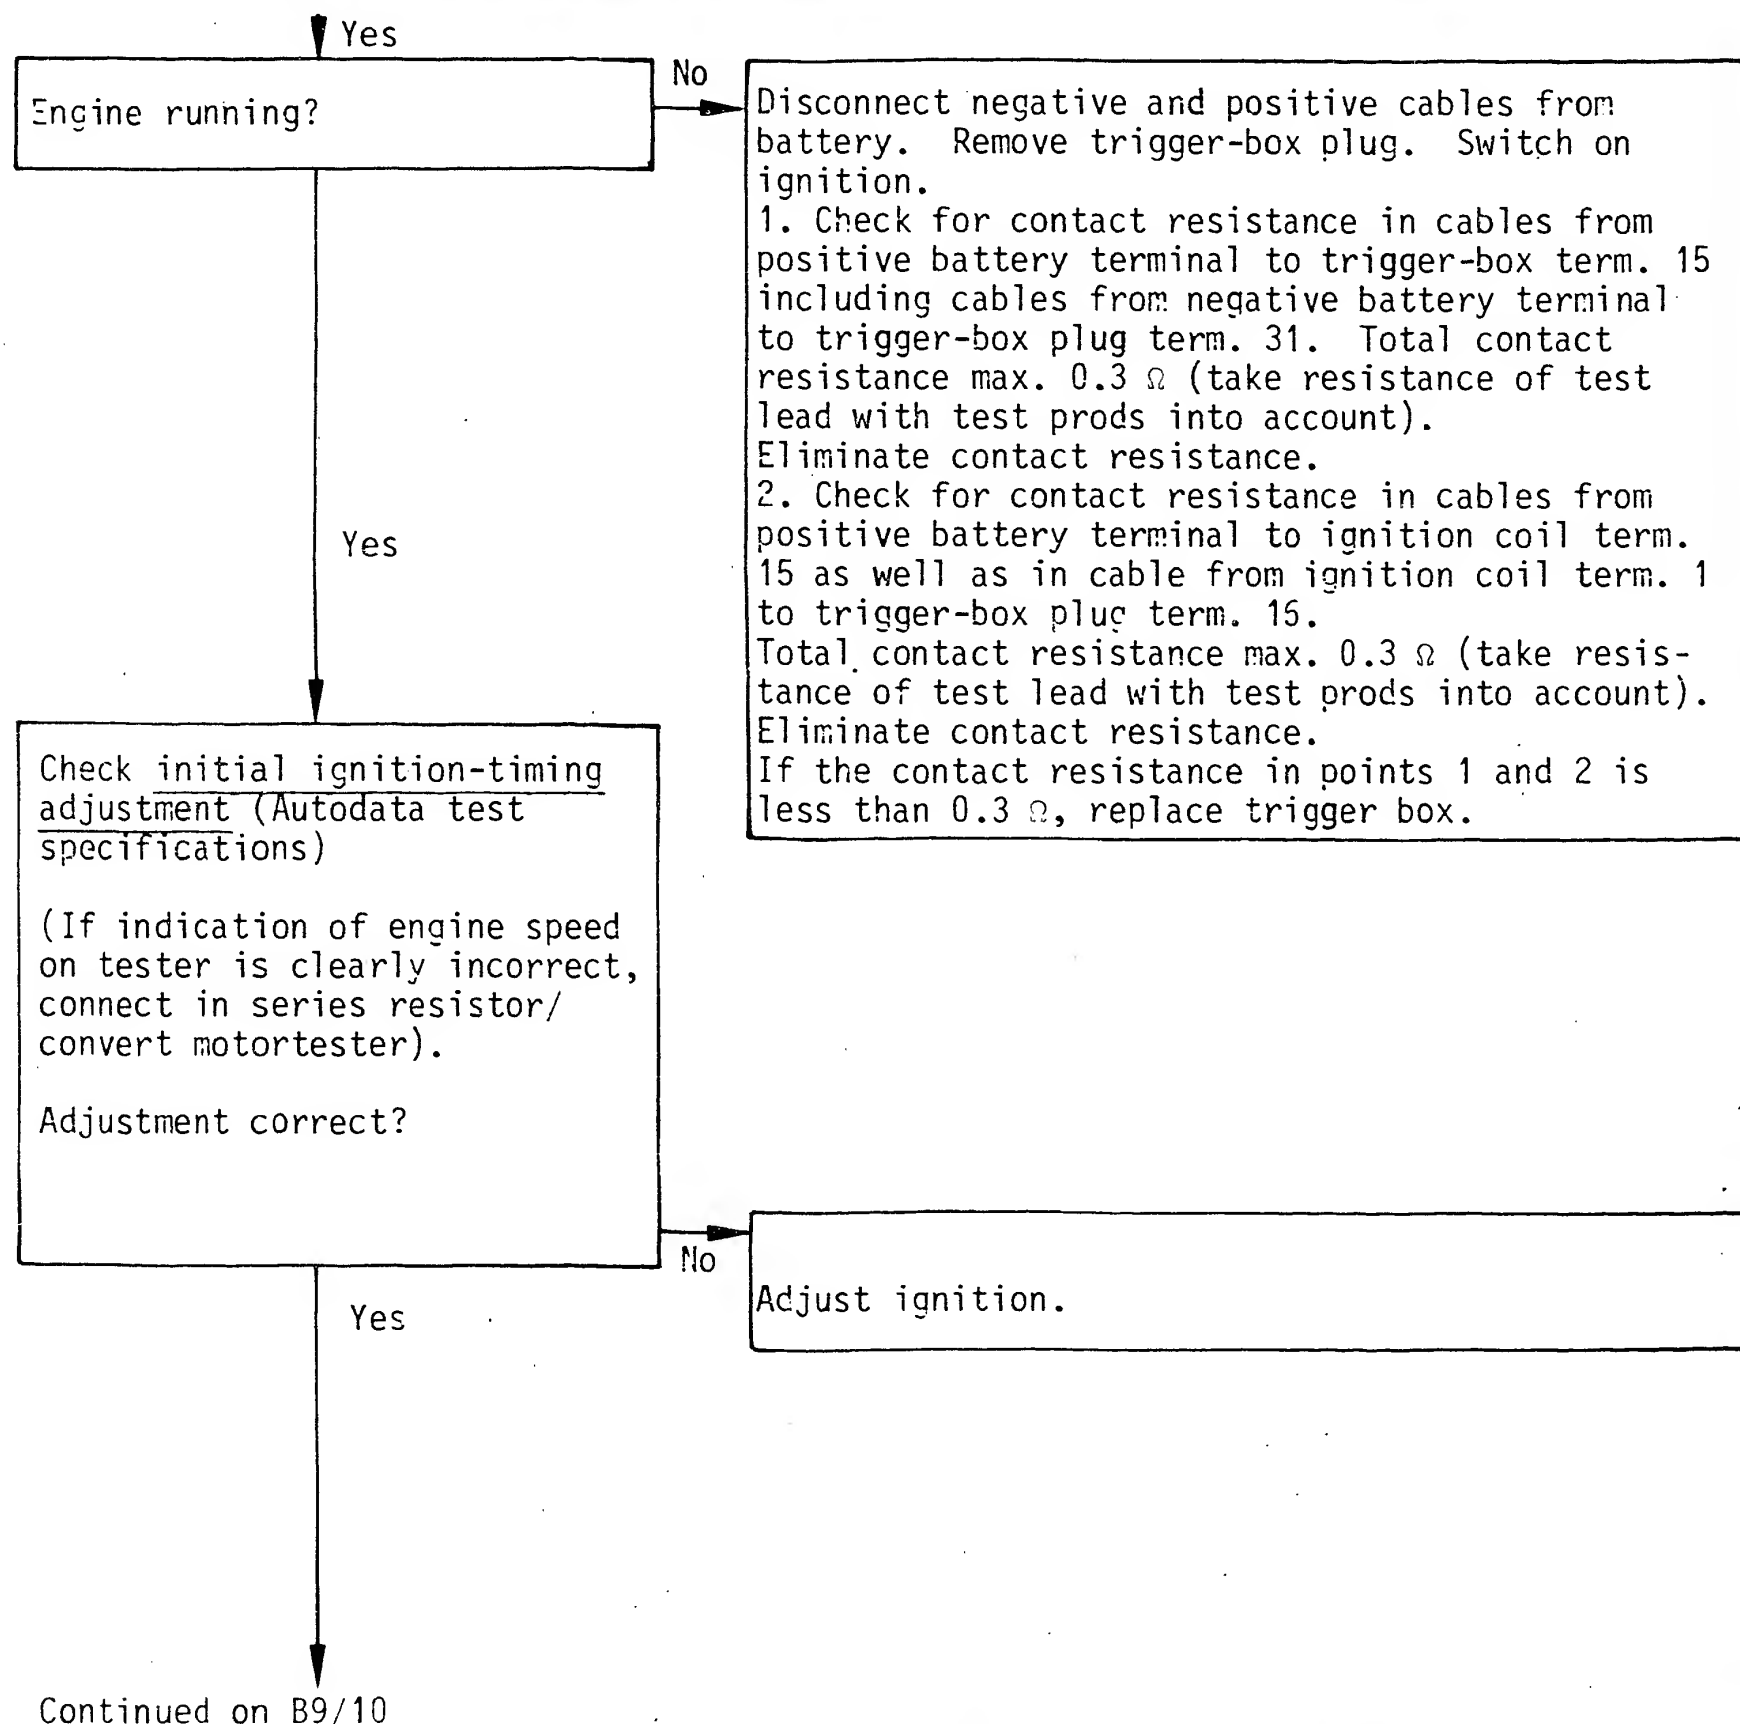 Yes
Engine running?
No
Disconnect negative and positive cables from
battery. Remove trigger-box plug. Switch on
ignition.
1. Check for contact resistance in cables from
positive battery terminal to trigger-box term. 15
including cables from negative battery terminal
to trigger-box plug term. 31. Total contact
resistance max. 0.3 Ω (take resistance of test
lead with test prods into account).
Eliminate contact resistance.
2. Check for contact resistance in cables from
positive battery terminal to ignition coil term.
15 as well as in cable from ignition coil term. 1
to trigger-box plug term. 16.
Total contact resistance max. 0.3 Ω (take resis-
tance of test lead with test prods into account).
Eliminate contact resistance.
If the contact resistance in points 1 and 2 is
less than 0.3 Ω, replace trigger box.
Yes
Check initial ignition-timing
adjustment (Autodata test
specifications)
(If indication of engine speed
on tester is clearly incorrect,
connect in series resistor/
convert motortester).
Adjustment correct?
No
Adjust ignition.
Yes
Continued on B9/10